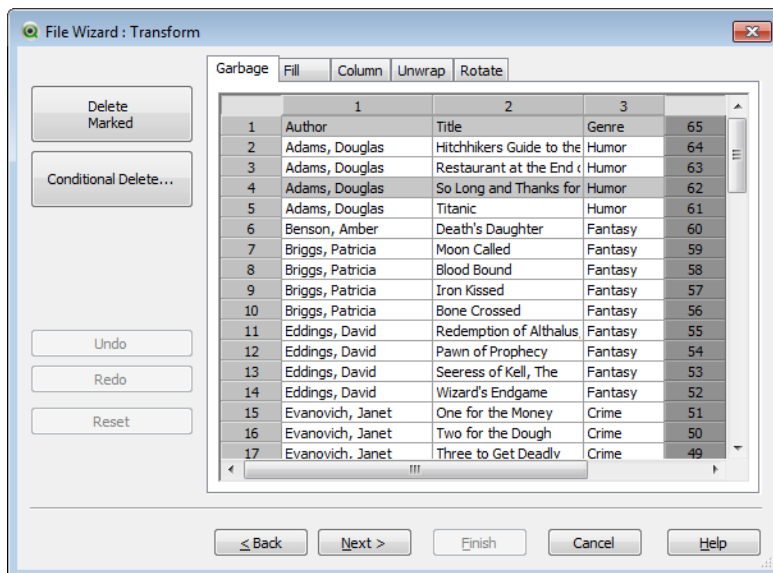 File Wizard : Transform
Garbage Fill Column Unwrap Rotate
Delete
Marked
Conditional Delete...
Undo
Redo
Reset
1 2 3
1 Author Title Genre 65
2 Adams, Douglas Hitchhikers Guide to the Humor 64
3 Adams, Douglas Restaurant at the End Humor 63
4 Adams, Douglas So Long and Thanks for Humor 62
5 Adams, Douglas Titanic Humor 61
6 Benson, Amber Death's Daughter Fantasy 60
7 Briggs, Patricia Moon Called Fantasy 59
8 Briggs, Patricia Blood Bound Fantasy 58
9 Briggs, Patricia Iron Kissed Fantasy 57
10 Briggs, Patricia Bone Crossed Fantasy 56
11 Eddings, David Redemption of Althalus, Fantasy 55
12 Eddings, David Pawn of Prophecy Fantasy 54
13 Eddings, David Seeress of Kell, The Fantasy 53
14 Eddings, David Wizard's Endgame Fantasy 52
15 Evanovich, Janet One for the Money Crime 51
16 Evanovich, Janet Two for the Dough Crime 50
17 Evanovich, Janet Three to Get Deadly Crime 49
< Back Next > Finish Cancel Help